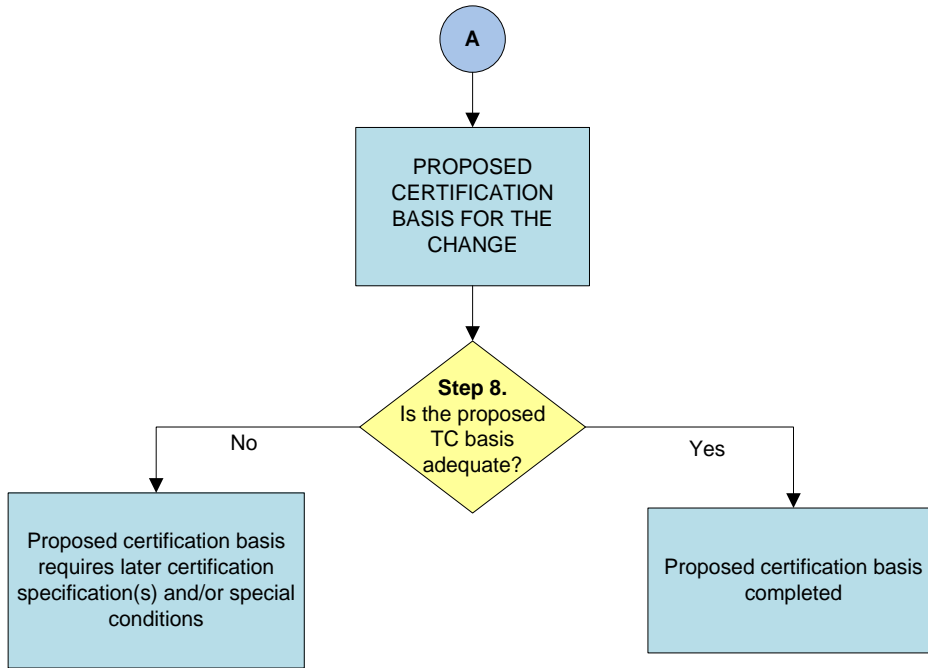 A
PROPOSED
CERTIFICATION
BASIS FOR THE
CHANGE
Step 8.
Is the proposed
TC basis
adequate?
No
Yes
Proposed certification basis
requires later certification
specification(s) and/or special
conditions
Proposed certification basis
completed